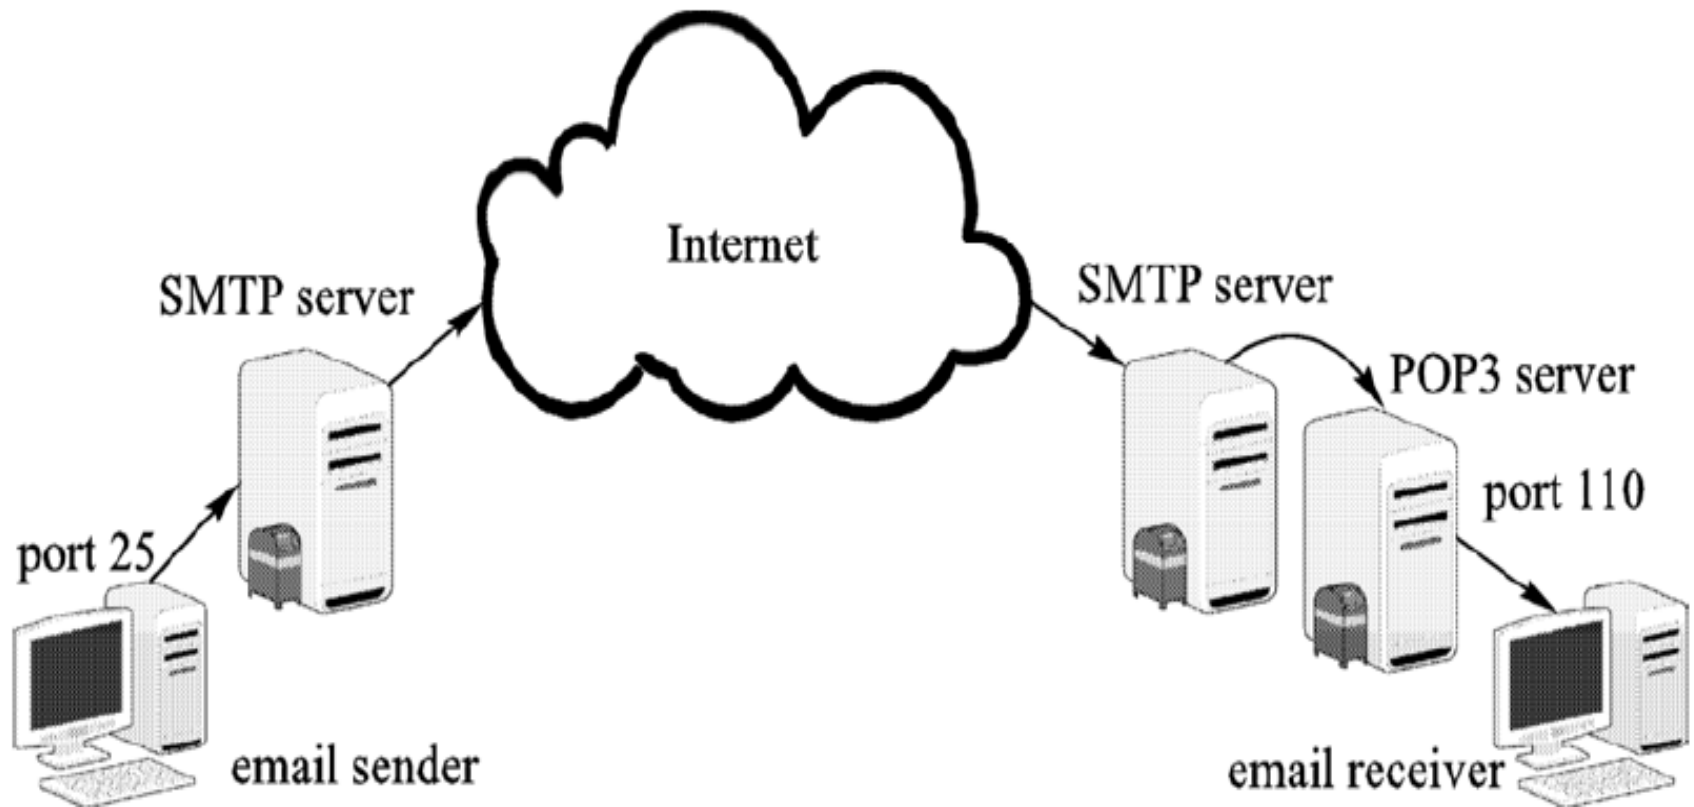 Internet
SMTP server
SMTP server
POP3 server
port 110
port 25
email sender
email receiver